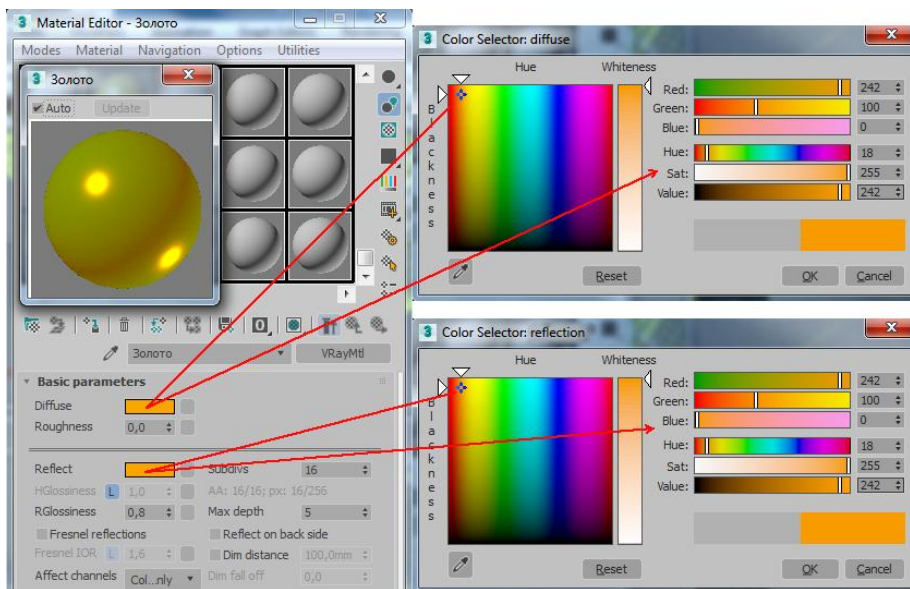 Material Editor - Золото
Modes Material Navigation Options Utilities
Золото
Auto Update
Золото VRayMtl
Basic parameters
Diffuse
Roughness 0,0
Reflect Subdivs 16
HGlossiness L 1,0 AA: 16/16; px: 16/256
RGlossiness 0,8 Max depth 5
Fresnel reflections Reflect on back side
Fresnel IOR L 1,6 Dim distance 100,0mm
Affect channels Col...nly Dim fall off 0,0
Color Selector: diffuse
Hue Whiteness
Blackness
Red: 242
Green: 100
Blue: 0
Hue: 18
Sat: 255
Value: 242
Reset OK Cancel
Color Selector: reflection
Hue Whiteness
Blackness
Red: 242
Green: 100
Blue: 0
Hue: 18
Sat: 255
Value: 242
Reset OK Cancel